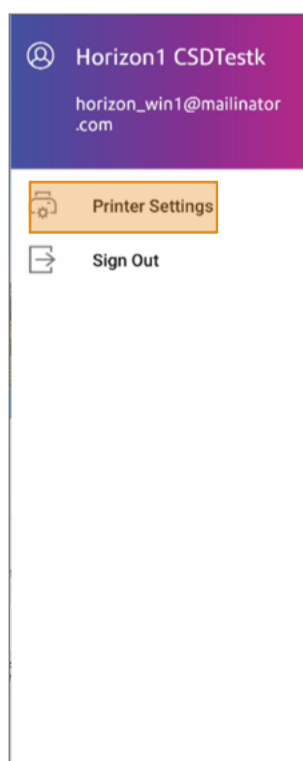 Horizon1 CSDTestk
horizon_win1@mailinator
.com
Printer Settings
Sign Out